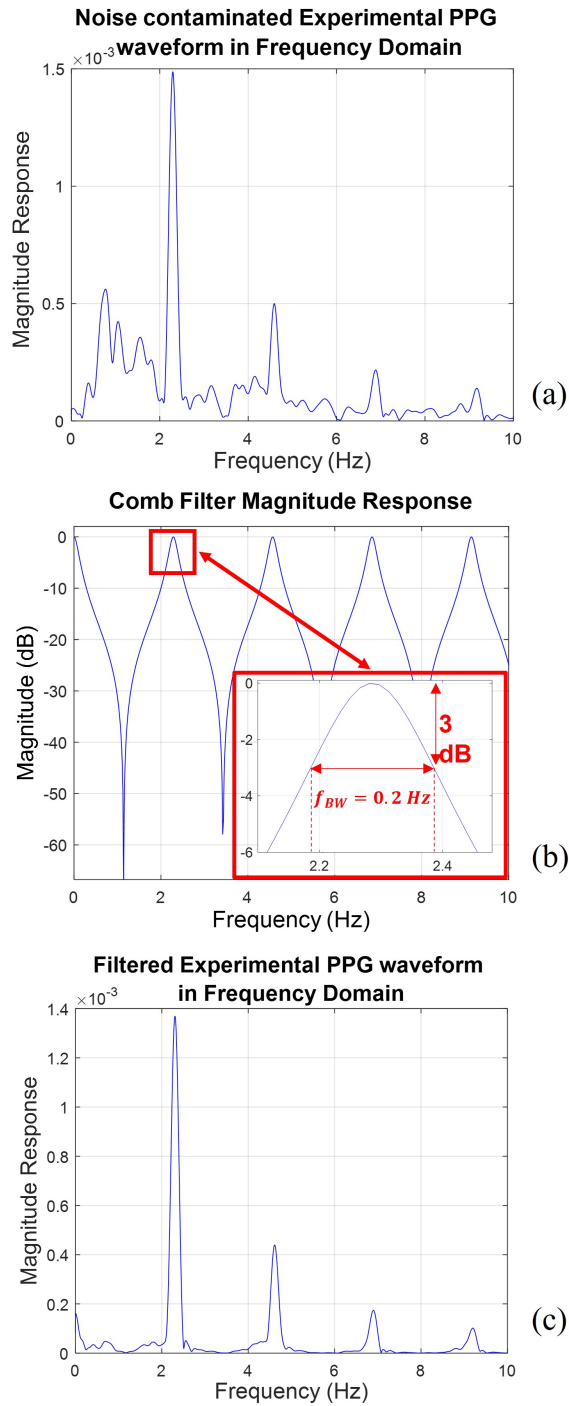 Noise contaminated Experimental PPG
waveform in Frequency Domain
×10⁻³
1.5
1
0.5
0
Magnitude Response
0 2 4 6 8 10
Frequency (Hz)
(a)
Comb Filter Magnitude Response
0
-10
-20
-30
-40
-50
-60
Magnitude (dB)
0
-2
-4
-6
3
dB
f_BW = 0.2 Hz
2.2 2.4
0 2 4 6 8 10
Frequency (Hz)
(b)
Filtered Experimental PPG waveform
in Frequency Domain
×10⁻³
1.4
1.2
1
0.8
0.6
0.4
0.2
0
Magnitude Response
0 2 4 6 8 10
Frequency (Hz)
(c)